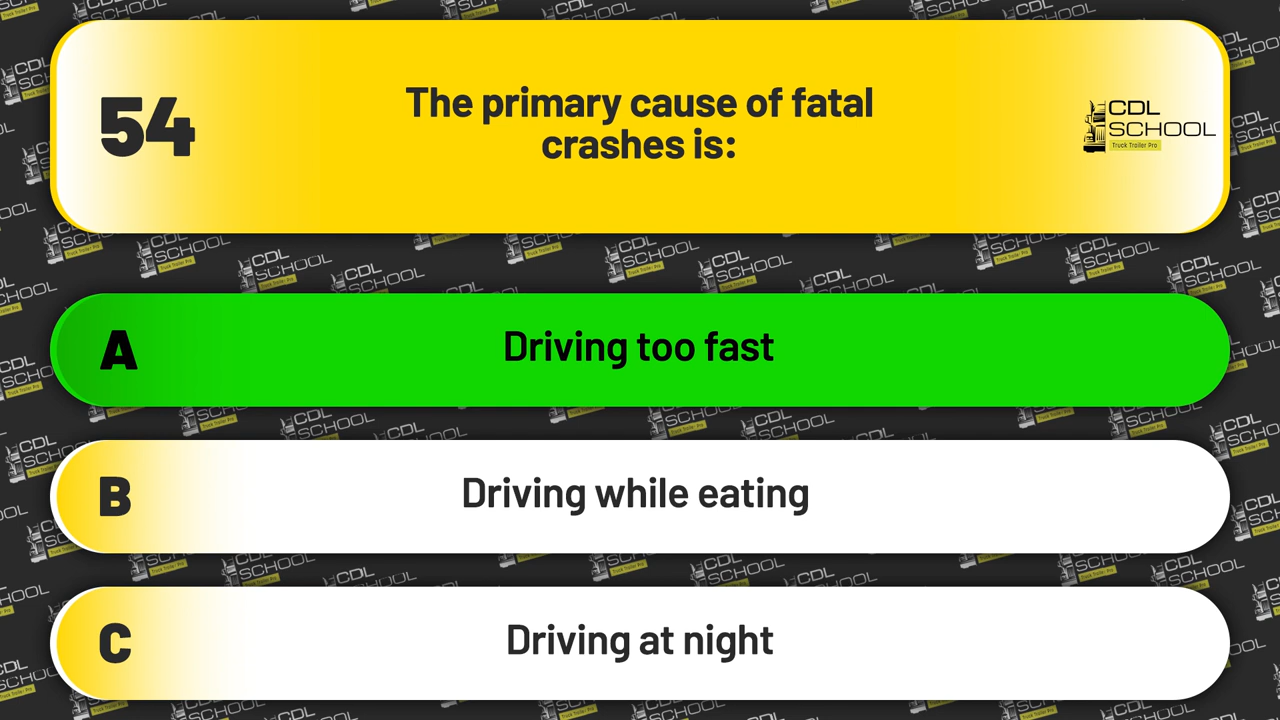 54
The primary cause of fatal
crashes is:
CDL
SCHOOL
Truck Trailer Pro
A
Driving too fast
B
Driving while eating
C
Driving at night